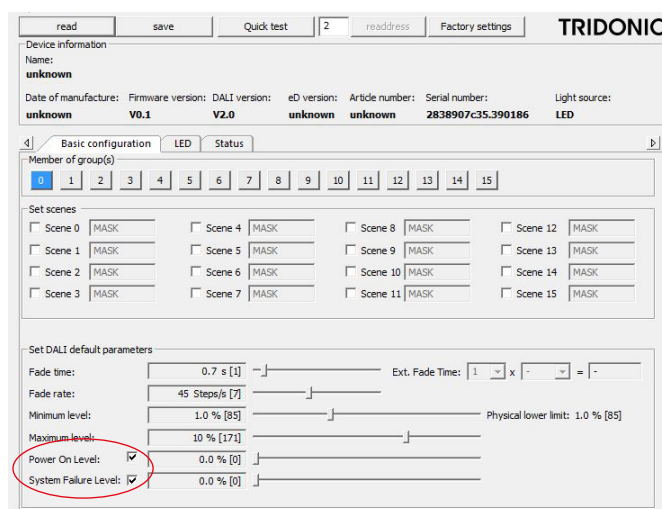 read save Quick test 2 readdress Factory settings TRIDONIC
Device information
Name:
unknown
Date of manufacture: Firmware version: DALI version: eD version: Article number: Serial number: Light source:
unknown V0.1 V2.0 unknown unknown 2838907c35.390186 LED
Basic configuration LED Status
Member of group(s)
0 1 2 3 4 5 6 7 8 9 10 11 12 13 14 15
Set scenes
Scene 0 MASK Scene 4 MASK Scene 8 MASK Scene 12 MASK
Scene 1 MASK Scene 5 MASK Scene 9 MASK Scene 13 MASK
Scene 2 MASK Scene 6 MASK Scene 10 MASK Scene 14 MASK
Scene 3 MASK Scene 7 MASK Scene 11 MASK Scene 15 MASK
Set DALI default parameters
Fade time: 0.7 s [1] Ext. Fade Time: 1 x - = -
Fade rate: 45 Steps/s [7]
Minimum level: 1.0 % [85] Physical lower limit: 1.0 % [85]
Maximum level: 10 % [171]
Power On Level: 0.0 % [0]
System Failure Level: 0.0 % [0]